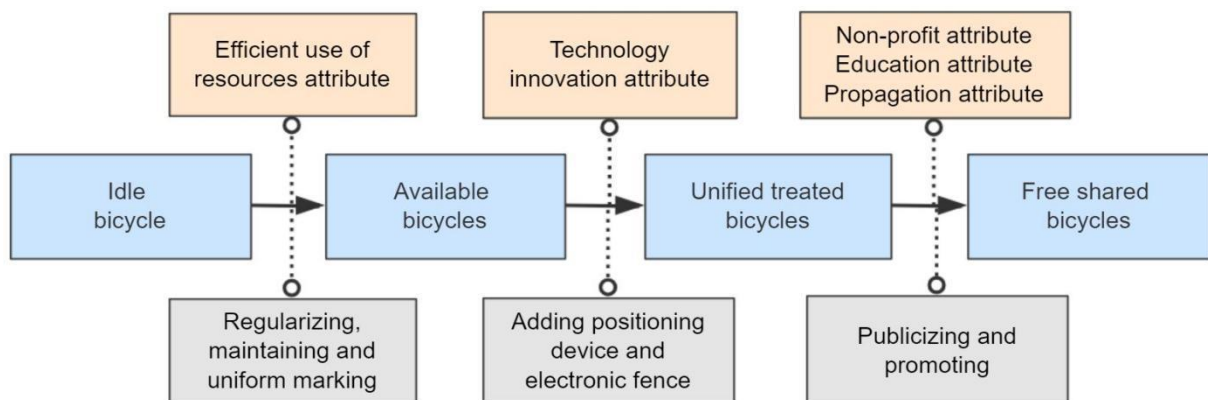 Efficient use of
resources attribute
Technology
innovation attribute
Non-profit attribute
Education attribute
Propagation attribute
Idle
bicycle
Available
bicycles
Unified treated
bicycles
Free shared
bicycles
Regularizing,
maintaining and
uniform marking
Adding positioning
device and
electronic fence
Publicizing and
promoting